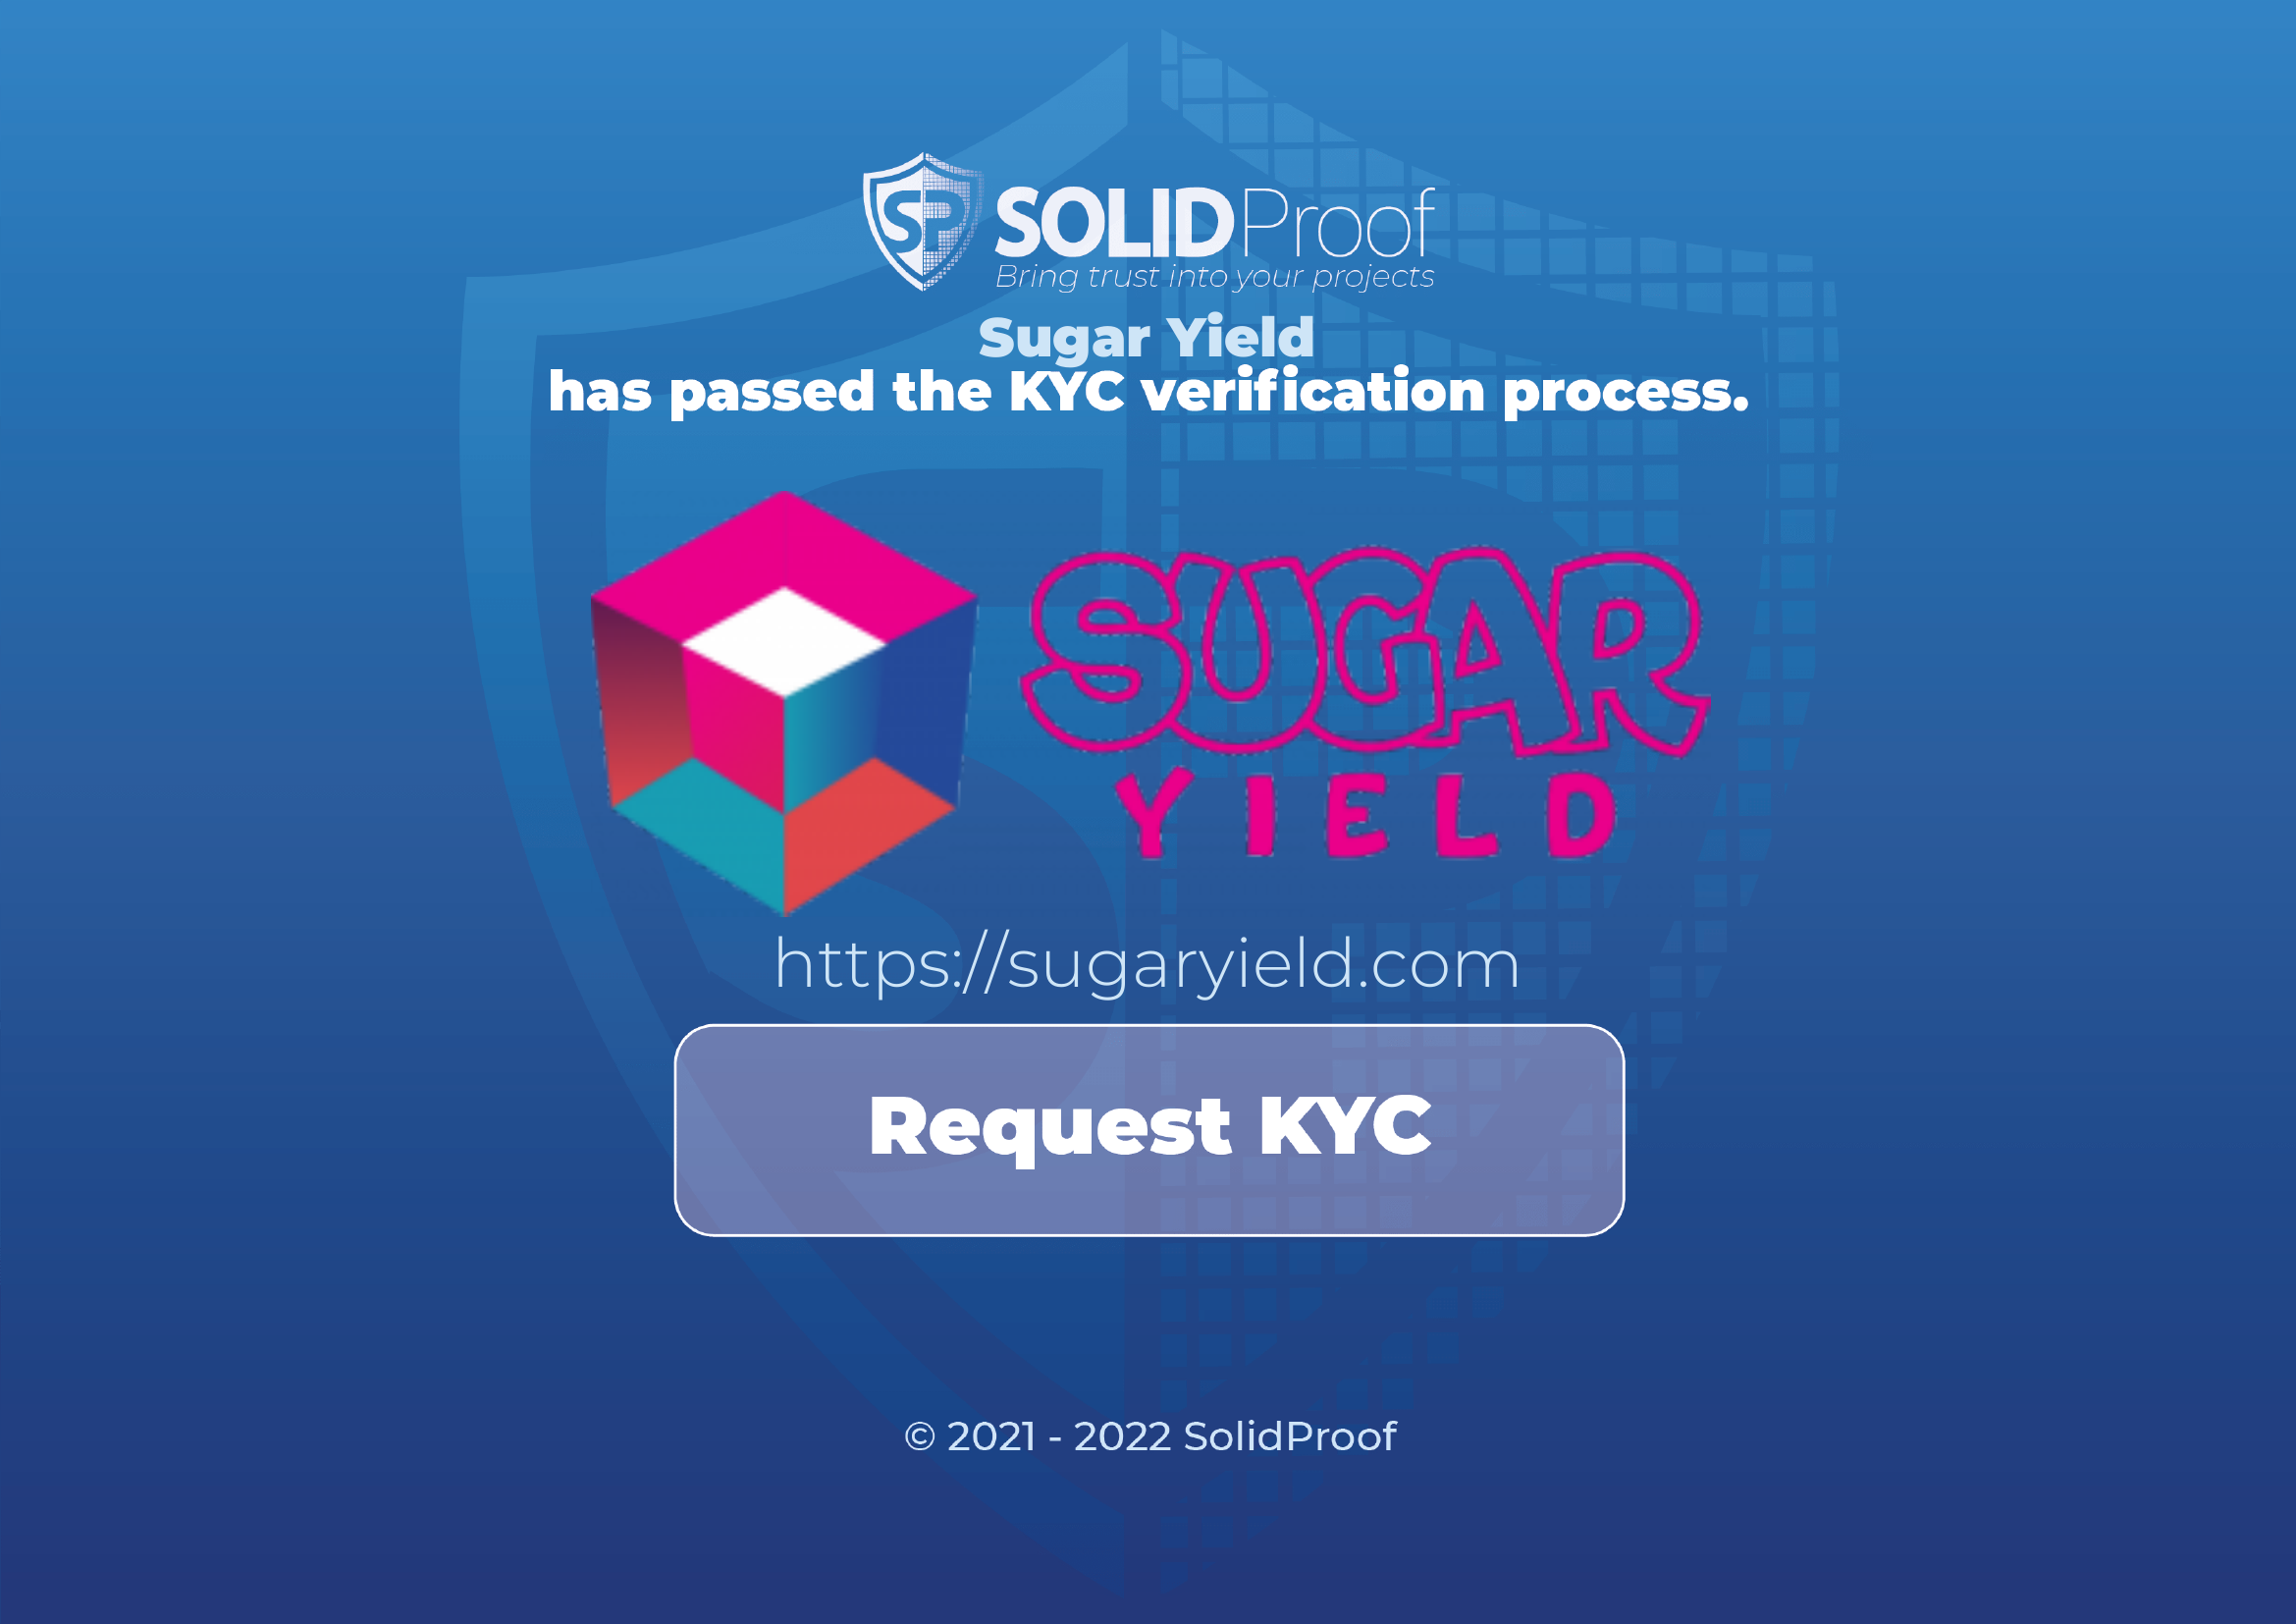 SP
SOLIDProof
Bring trust into your projects
Sugar Yield
has passed the KYC verification process.
SUGAR
YIELD
https://sugaryield.com
Request KYC
© 2021 - 2022 SolidProof